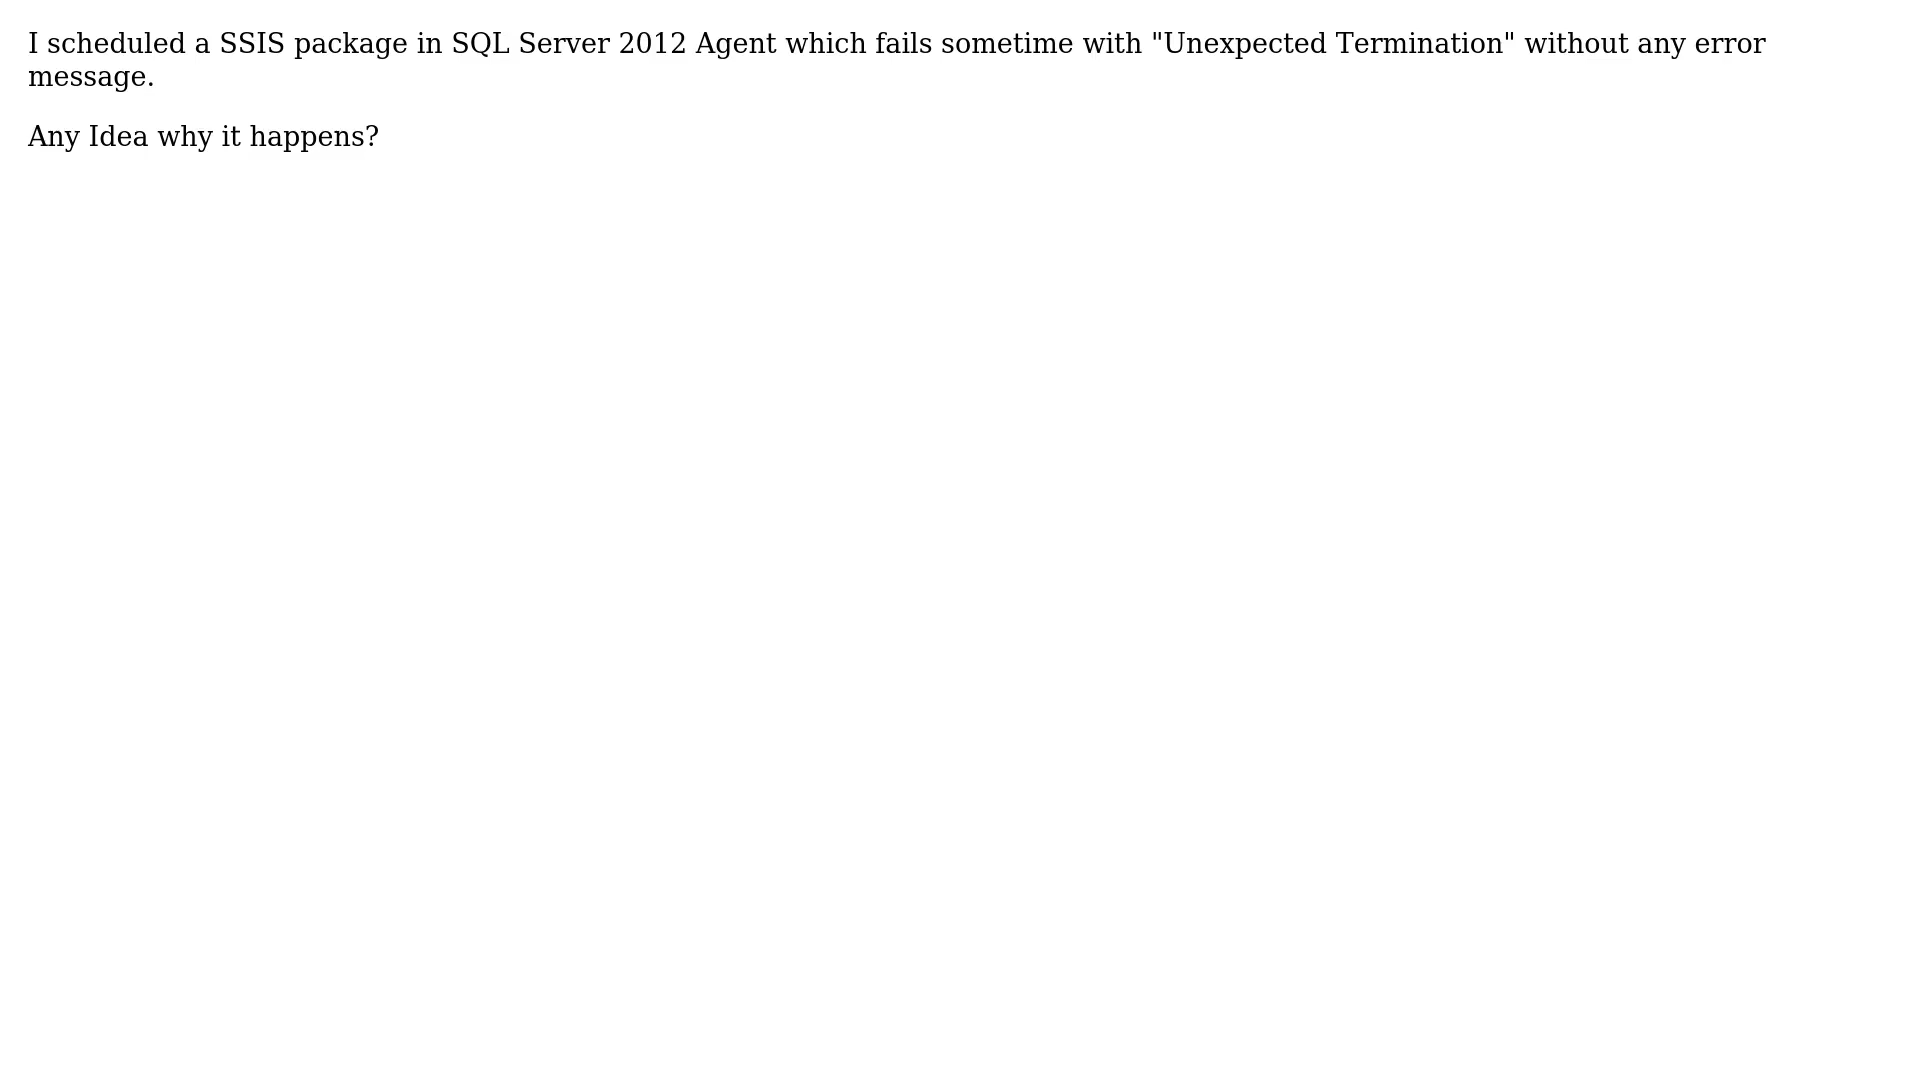 I scheduled a SSIS package in SQL Server 2012 Agent which fails sometime with "Unexpected Termination" without any error
message.
Any Idea why it happens?